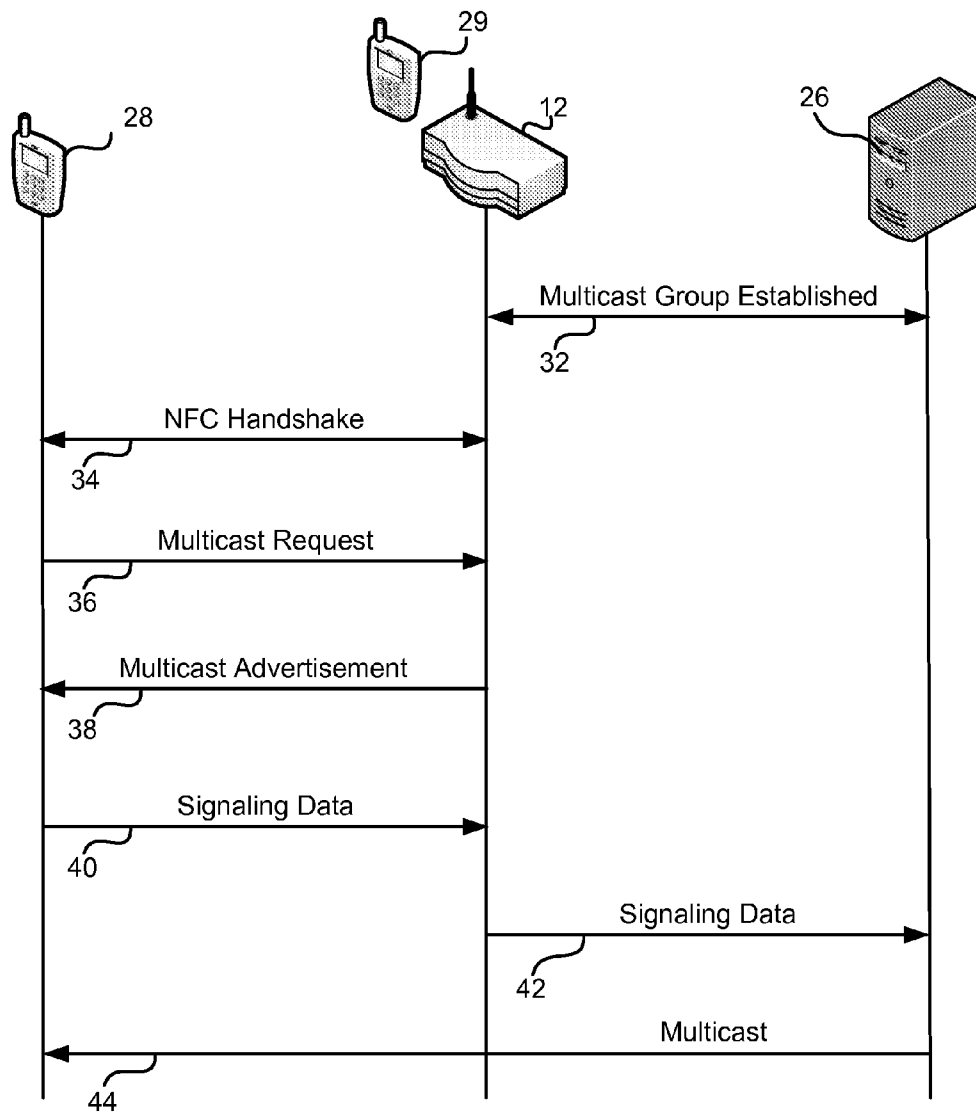 29
28
12
26
Multicast Group Established
32
NFC Handshake
34
Multicast Request
36
Multicast Advertisement
38
Signaling Data
40
Signaling Data
42
Multicast
44